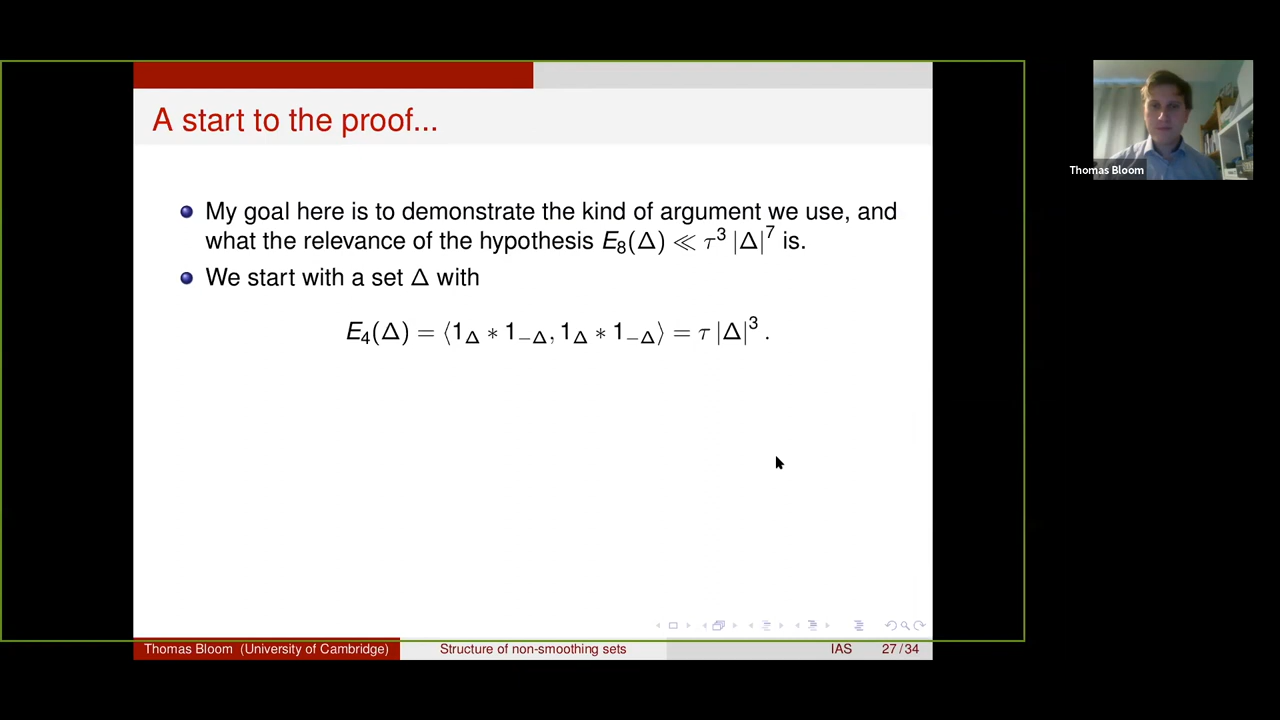 A start to the proof...
My goal here is to demonstrate the kind of argument we use, and
what the relevance of the hypothesis E₈(Δ) ≪ τ³ |Δ|⁷ is.
We start with a set Δ with
E₄(Δ) = ⟨1_Δ ∗ 1_{−Δ}, 1_Δ ∗ 1_{−Δ}⟩ = τ |Δ|³ .
Thomas Bloom (University of Cambridge)
Structure of non-smoothing sets
IAS
27 / 34
Thomas Bloom